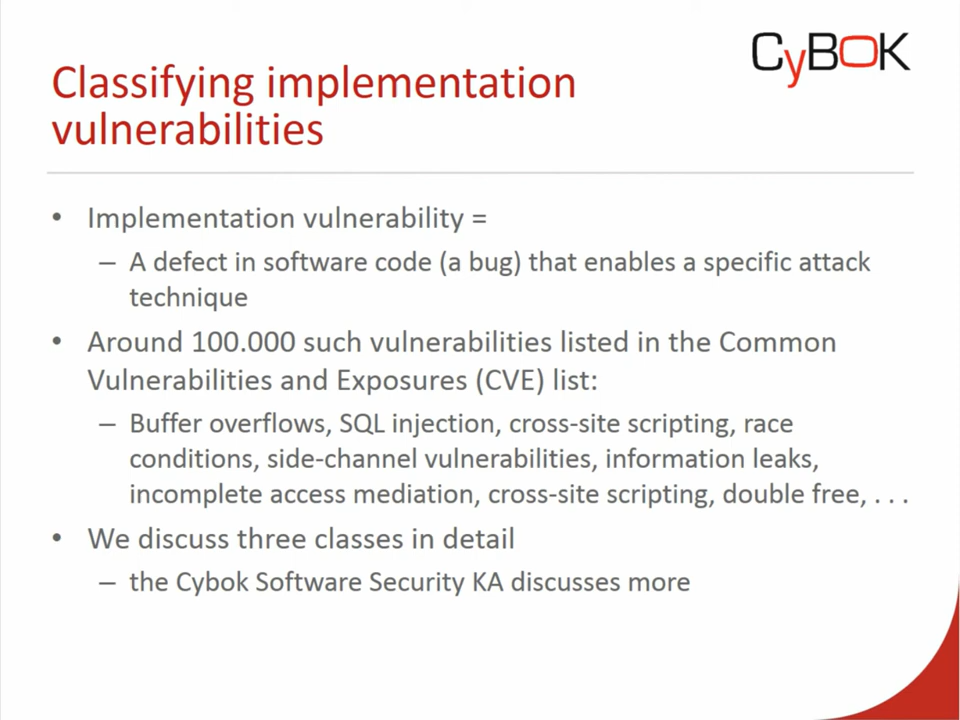 CyBOK
Classifying implementation
vulnerabilities
• Implementation vulnerability =
– A defect in software code (a bug) that enables a specific attack
technique
• Around 100.000 such vulnerabilities listed in the Common
Vulnerabilities and Exposures (CVE) list:
– Buffer overflows, SQL injection, cross-site scripting, race
conditions, side-channel vulnerabilities, information leaks,
incomplete access mediation, cross-site scripting, double free, . . .
• We discuss three classes in detail
– the Cybok Software Security KA discusses more